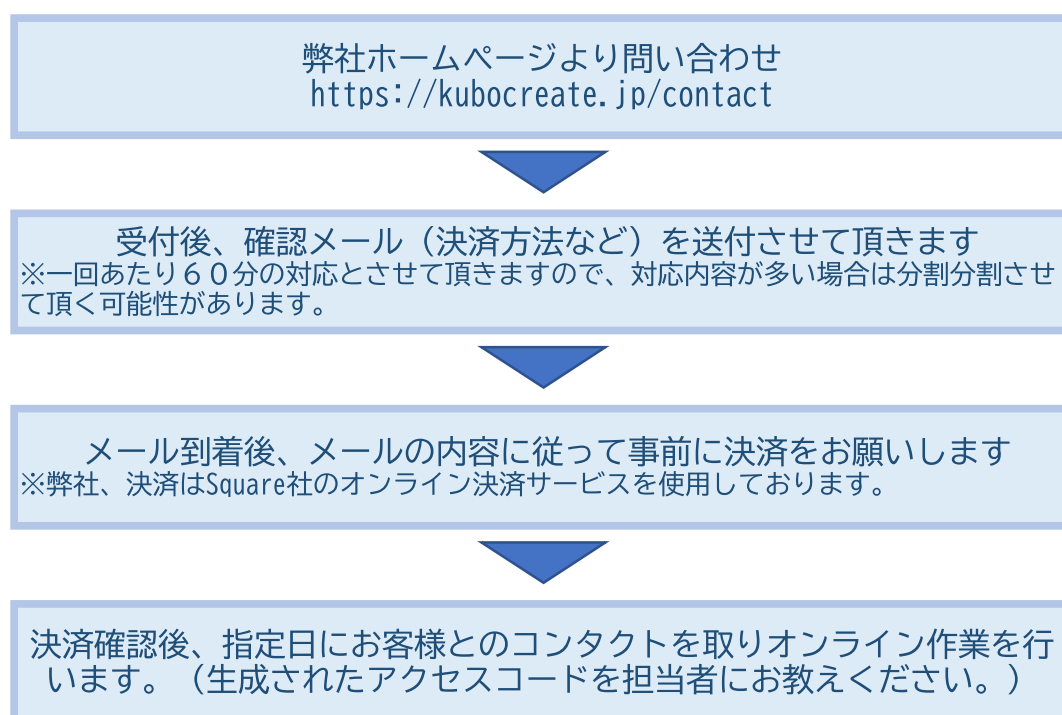 弊社ホームページより問い合わせ
https://kubocreate.jp/contact
受付後、確認メール（決済方法など）を送付させて頂きます
※一回あたり６０分の対応とさせて頂きますので、対応内容が多い場合は分割分割させ
て頂く可能性があります。
メール到着後、メールの内容に従って事前に決済をお願いします
※弊社、決済はSquare社のオンライン決済サービスを使用しております。
決済確認後、指定日にお客様とのコンタクトを取りオンライン作業を行
います。（生成されたアクセスコードを担当者にお教えください。）